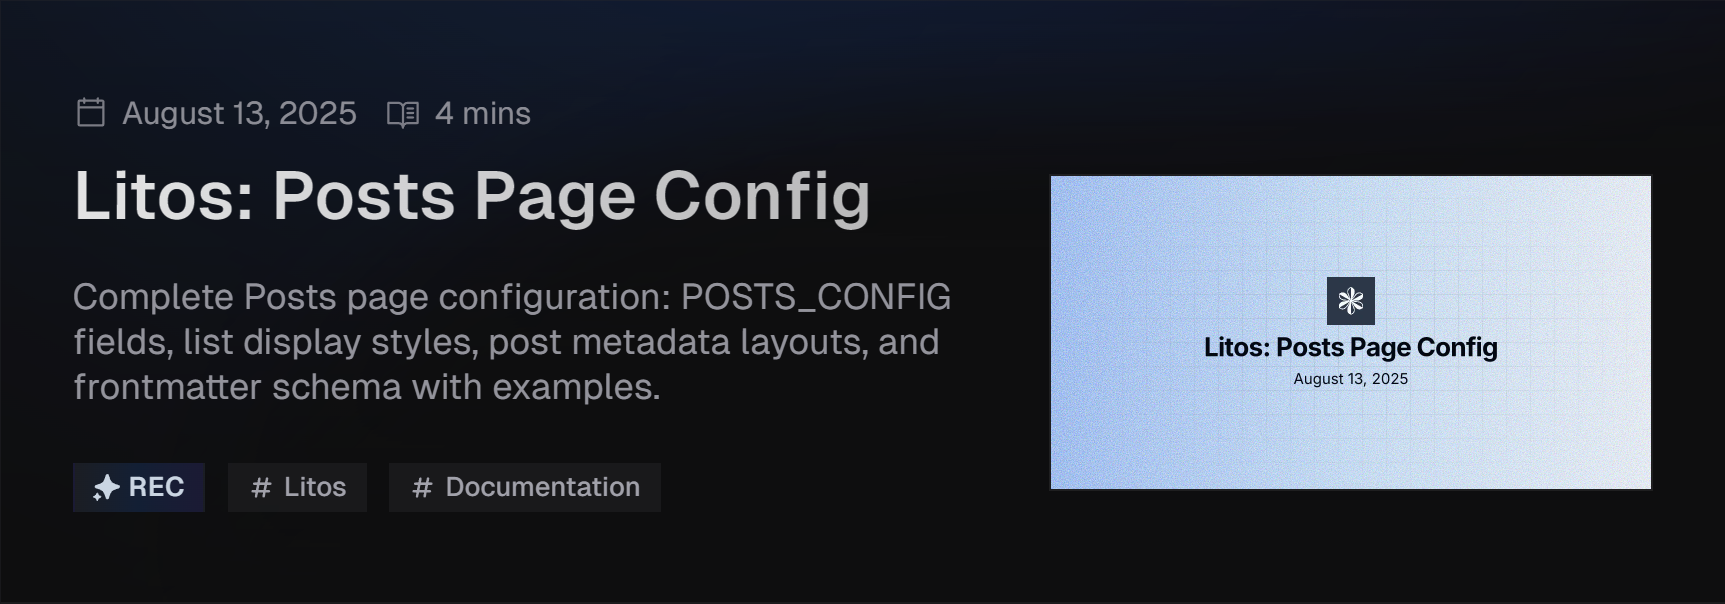 August 13, 2025 4 mins
Litos: Posts Page Config
Complete Posts page configuration: POSTS_CONFIG
fields, list display styles, post metadata layouts, and
frontmatter schema with examples.
REC # Litos # Documentation
Litos: Posts Page Config
August 13, 2025